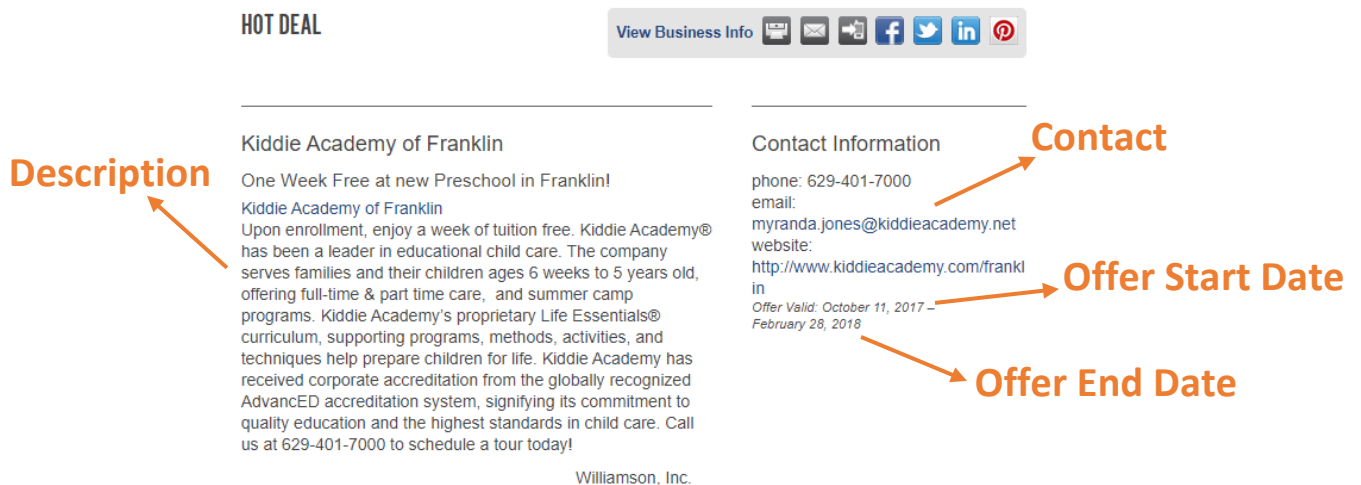 HOT DEAL
View Business Info
Kiddie Academy of Franklin
One Week Free at new Preschool in Franklin!
Kiddie Academy of Franklin
Upon enrollment, enjoy a week of tuition free. Kiddie Academy®
has been a leader in educational child care. The company
serves families and their children ages 6 weeks to 5 years old,
offering full-time & part time care,  and summer camp
programs. Kiddie Academy's proprietary Life Essentials®
curriculum, supporting programs, methods, activities, and
techniques help prepare children for life. Kiddie Academy has
received corporate accreditation from the globally recognized
AdvancED accreditation system, signifying its commitment to
quality education and the highest standards in child care. Call
us at 629-401-7000 to schedule a tour today!
Williamson, Inc.
Contact Information
phone: 629-401-7000
email:
myranda.jones@kiddieacademy.net
website:
http://www.kiddieacademy.com/frankl
in
Offer Valid: October 11, 2017 –
February 28, 2018
Description
Contact
Offer Start Date
Offer End Date